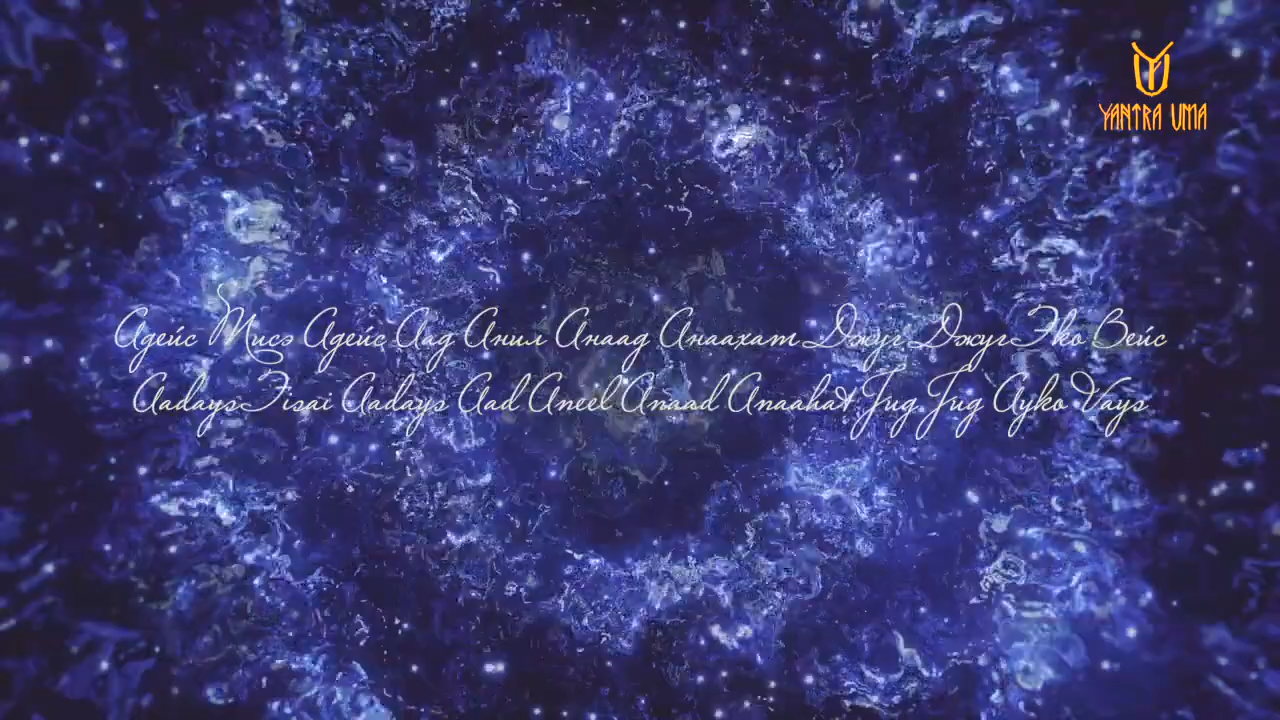 YANTRA UMA
Адейс Тисэ Адейс Аад Анил Анаад Анаахат Джуг Джуг Эко Вейс
Aadays Tisai Aadays Aad Aneel Anaad Anaahat Jug Jug Ayko Vays